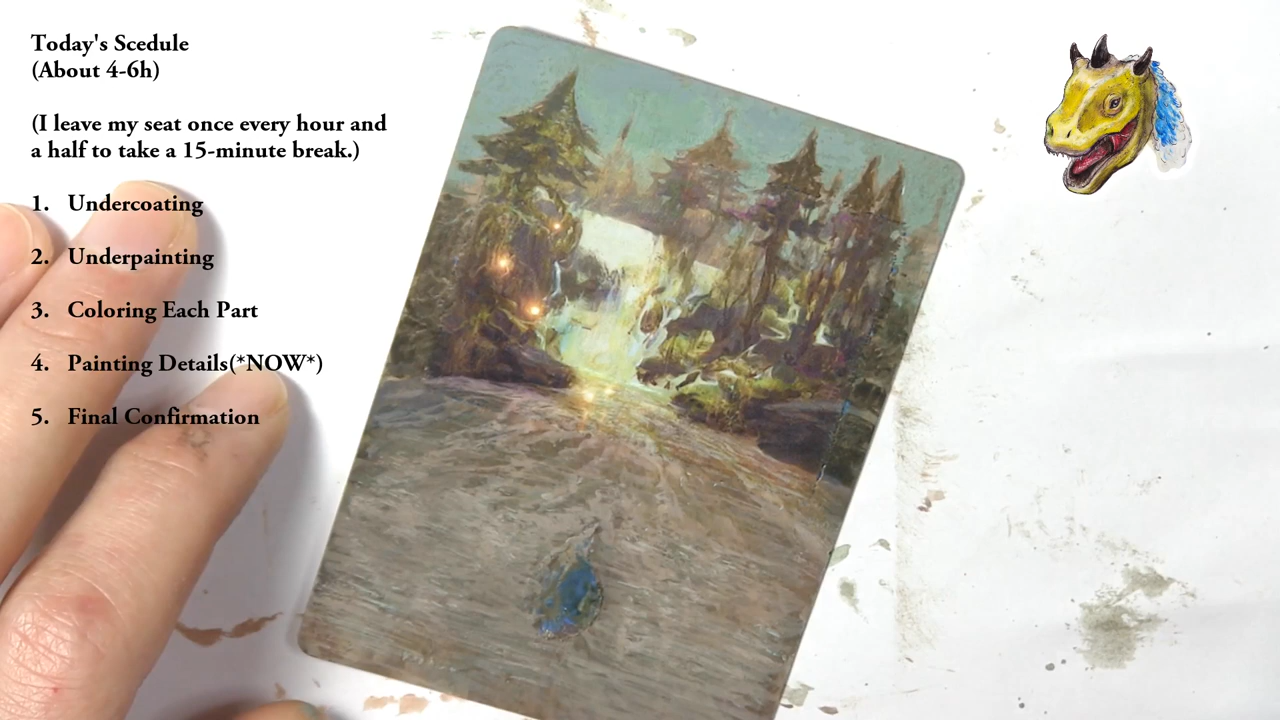 Today's Scedule
(About 4-6h)
(I leave my seat once every hour and
a half to take a 15-minute break.)
1. Undercoating
2. Underpainting
3. Coloring Each Part
4. Painting Details(*NOW*)
5. Final Confirmation